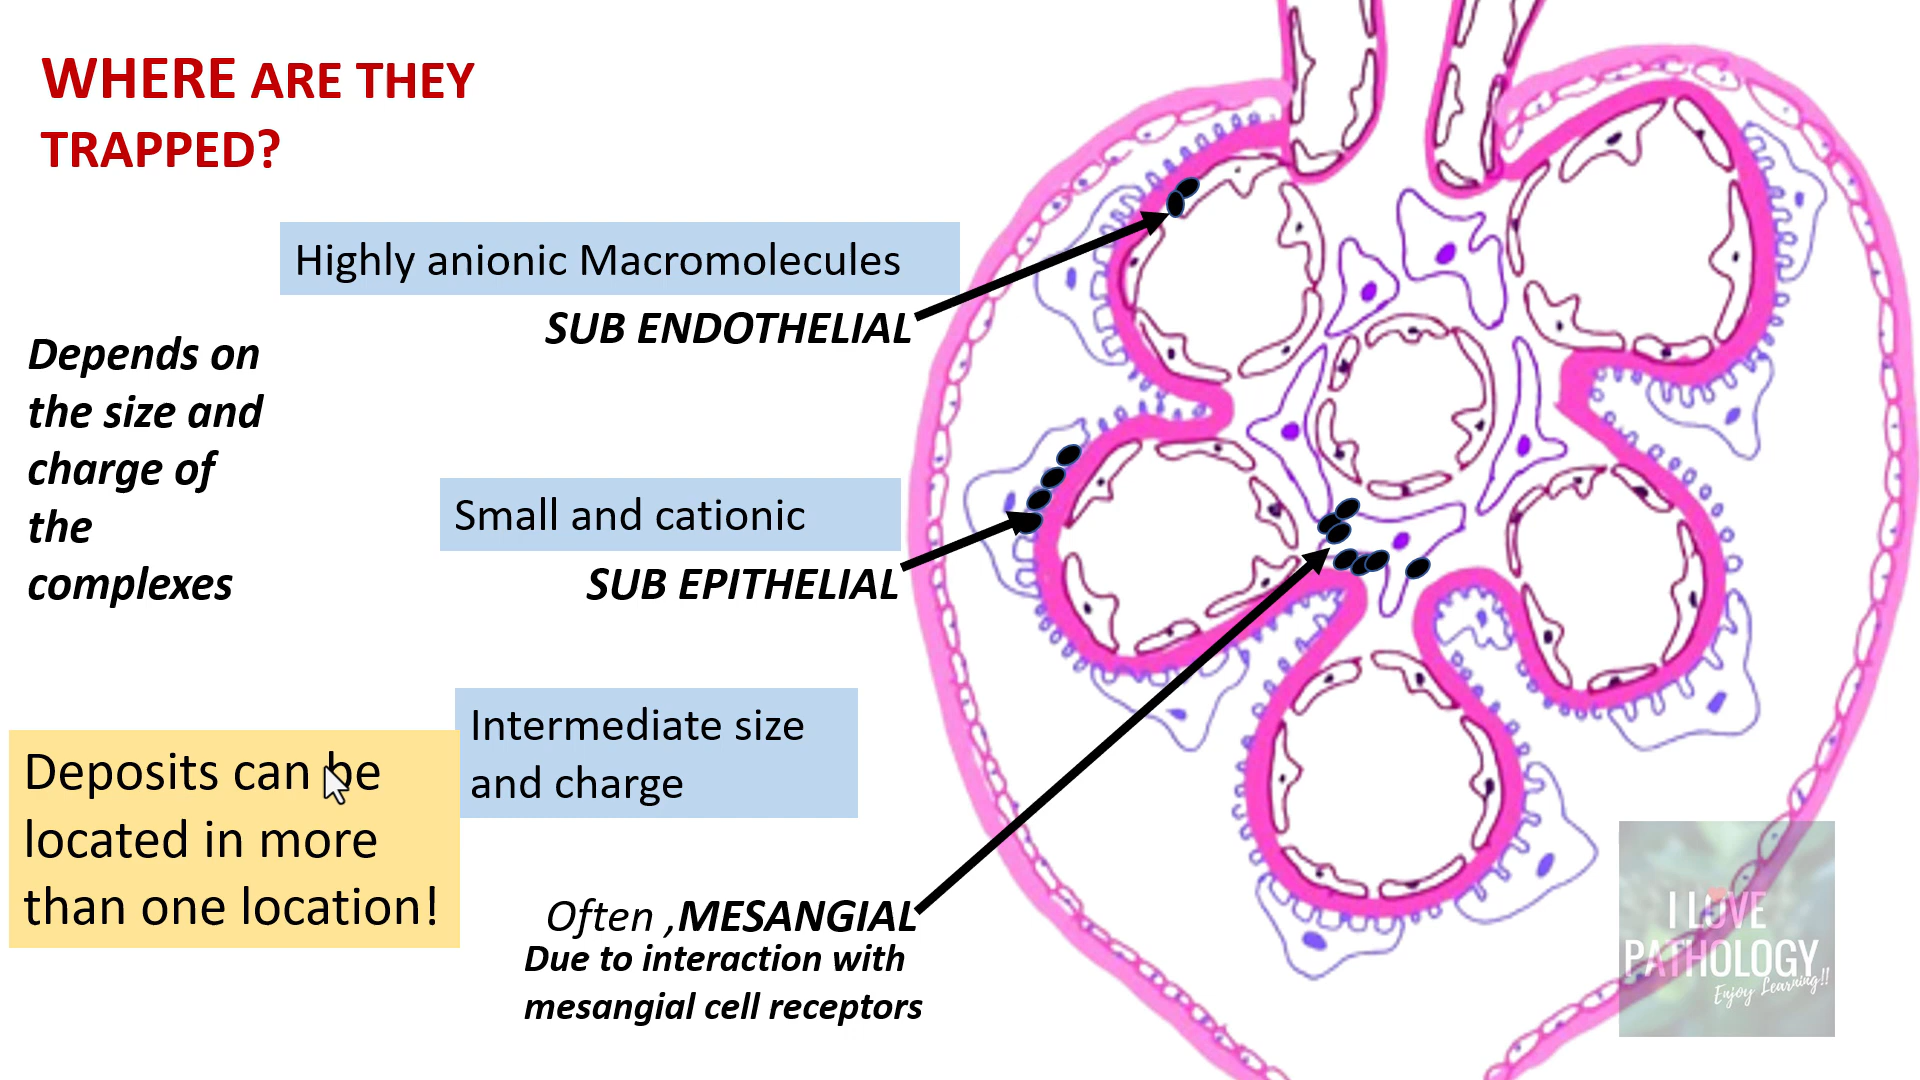 WHERE ARE THEY
TRAPPED?
Highly anionic Macromolecules
SUB ENDOTHELIAL
Depends on
the size and
charge of
the
complexes
Small and cationic
SUB EPITHELIAL
Intermediate size
and charge
Deposits can be
located in more
than one location!
Often ,MESANGIAL
Due to interaction with
mesangial cell receptors
I LOVE
PATHOLOGY
Enjoy Learning!!